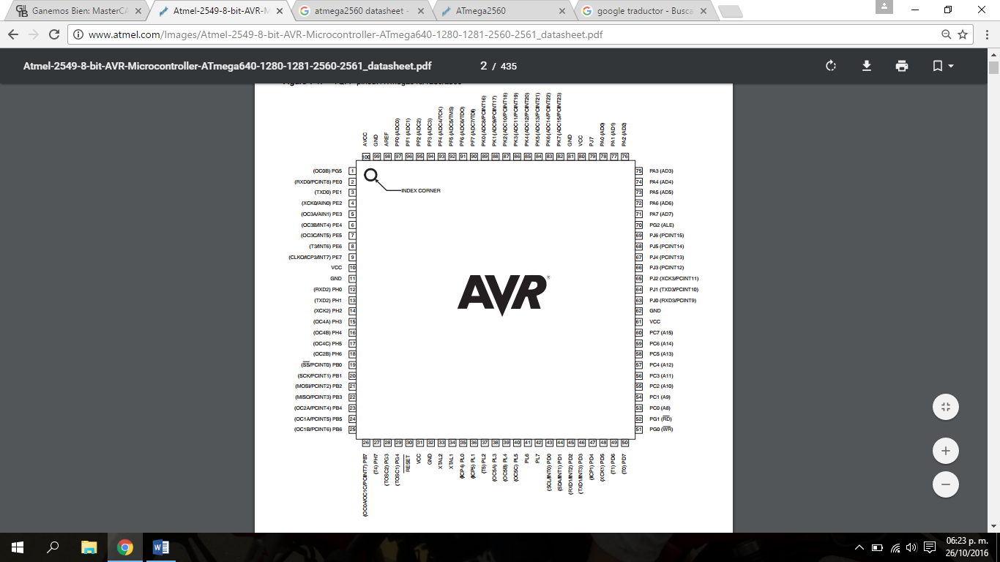 Ganemos Bien: MasterCA
Atmel-2549-8-bit-AVR-M
atmega2560 datasheet -
ATmega2560
google traductor - Busca
www.atmel.com/Images/Atmel-2549-8-bit-AVR-Microcontroller-ATmega640-1280-1281-2560-2561_datasheet.pdf
Atmel-2549-8-bit-AVR-Microcontroller-ATmega640-1280-1281-2560-2561_datasheet.pdf
2 / 435
AVCC
GND
AREF
PF0 (ADC0)
PF1 (ADC1)
PF2 (ADC2)
PF3 (ADC3)
PF4 (ADC4/TCK)
PF5 (ADC5/TMS)
PF6 (ADC6/TDO)
PF7 (ADC7/TDI)
PK0 (ADC8/PCINT16)
PK1 (ADC9/PCINT17)
PK2 (ADC10/PCINT18)
PK3 (ADC11/PCINT19)
PK4 (ADC12/PCINT20)
PK5 (ADC13/PCINT21)
PK6 (ADC14/PCINT22)
PK7 (ADC15/PCINT23)
GND
VCC
PJ7
PA0 (AD0)
PA1 (AD1)
PA2 (AD2)
100 99 98 97 96 95 94 93 92 91 90 89 88 87 86 85 84 83 82 81 80 79 78 77 76
(OC0B) PG5 1
(RXD0/PCINT8) PE0 2
(TXD0) PE1 3
(XCK0/AIN0) PE2 4
(OC3A/AIN1) PE3 5
(OC3B/INT4) PE4 6
(OC3C/INT5) PE5 7
(T3/INT6) PE6 8
(CLKO/ICP3/INT7) PE7 9
VCC 10
GND 11
(RXD2) PH0 12
(TXD2) PH1 13
(XCK2) PH2 14
(OC4A) PH3 15
(OC4B) PH4 16
(OC4C) PH5 17
(OC2B) PH6 18
(SS/PCINT0) PB0 19
(SCK/PCINT1) PB1 20
(MOSI/PCINT2) PB2 21
(MISO/PCINT3) PB3 22
(OC2A/PCINT4) PB4 23
(OC1A/PCINT5) PB5 24
(OC1B/PCINT6) PB6 25
INDEX CORNER
AVR®
75 PA3 (AD3)
74 PA4 (AD4)
73 PA5 (AD5)
72 PA6 (AD6)
71 PA7 (AD7)
70 PG2 (ALE)
69 PJ6 (PCINT15)
68 PJ5 (PCINT14)
67 PJ4 (PCINT13)
66 PJ3 (PCINT12)
65 PJ2 (XCK3/PCINT11)
64 PJ1 (TXD3/PCINT10)
63 PJ0 (RXD3/PCINT9)
62 GND
61 VCC
60 PC7 (A15)
59 PC6 (A14)
58 PC5 (A13)
57 PC4 (A12)
56 PC3 (A11)
55 PC2 (A10)
54 PC1 (A9)
53 PC0 (A8)
52 PG1 (RD)
51 PG0 (WR)
26 27 28 29 30 31 32 33 34 35 36 37 38 39 40 41 42 43 44 45 46 47 48 49 50
(OC0A/OC1C/PCINT7) PB7
(T4) PH7
(TOSC2) PG3
(TOSC1) PG4
RESET
VCC
GND
XTAL2
XTAL1
(ICP4) PL0
(ICP5) PL1
(T5) PL2
(OC5A) PL3
(OC5B) PL4
(OC5C) PL5
PL6
PL7
(SCL/INT0) PD0
(SDA/INT1) PD1
(RXD1/INT2) PD2
(TXD1/INT3) PD3
(ICP1) PD4
(XCK1) PD5
(T1) PD6
(T0) PD7
06:23 p. m.
26/10/2016